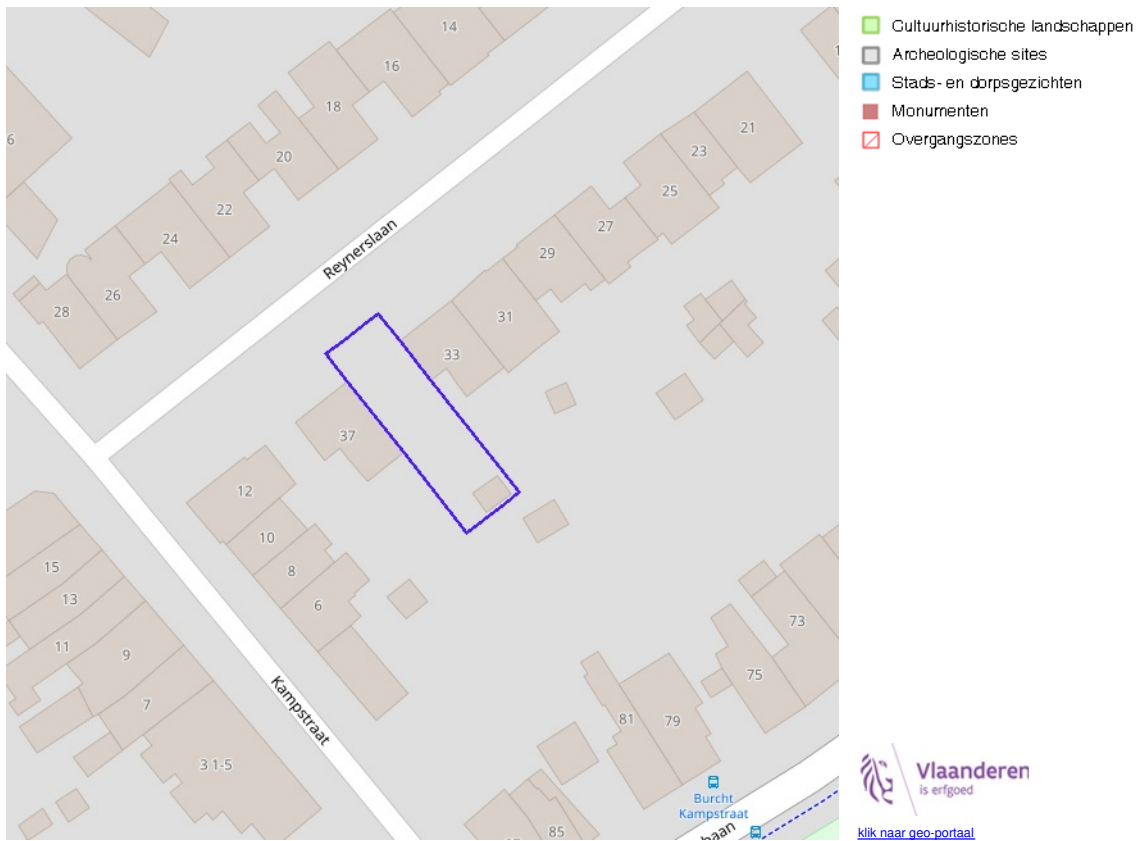 14
16
18
6
20
22
24
26
28
21
23
25
27
29
31
33
37
Reynerslaan
12
10
8
6
15
13
11
9
7
3 1-5
Kampstraat
73
75
79
81
85
Burcht
Kampstraat
baan
Cultuurhistorische landschappen
Archeologische sites
Stads- en dorpsgezichten
Monumenten
Overgangszones
Vlaanderen
is erfgoed
klik naar geo-portaal